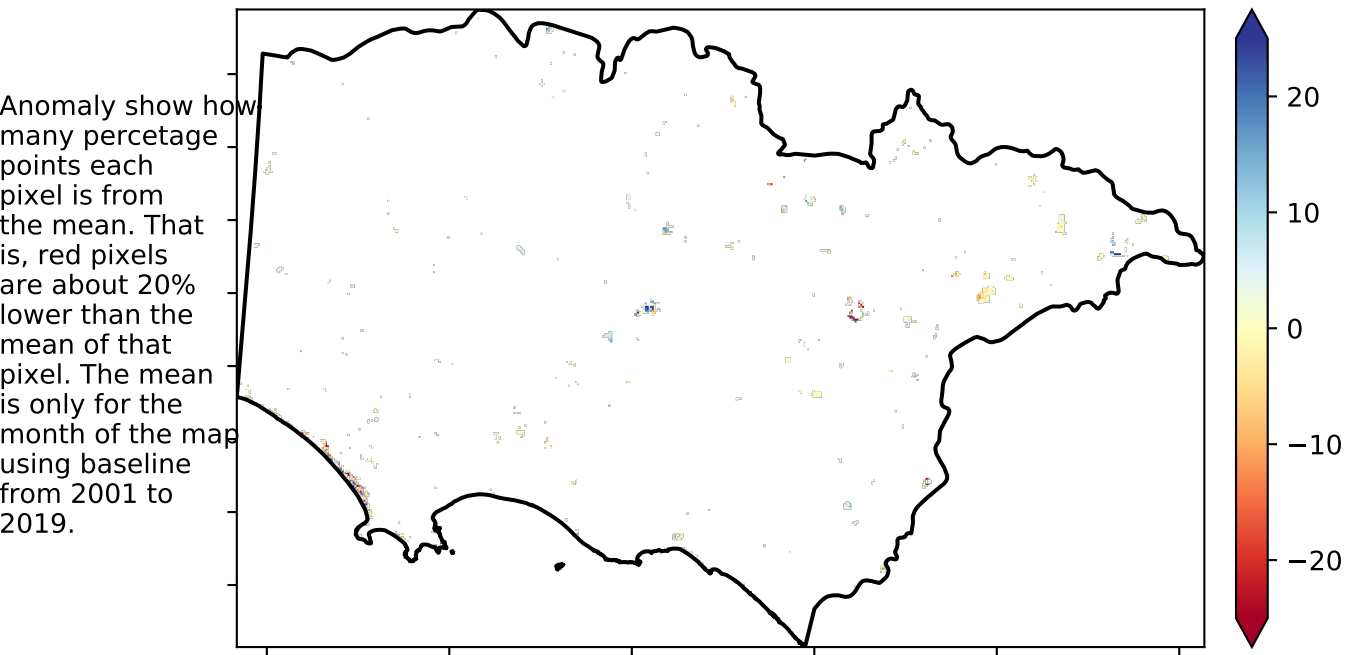 Anomaly show how
many percetage
points each
pixel is from
the mean. That
is, red pixels
are about 20%
lower than the
mean of that
pixel. The mean
is only for the
month of the map
using baseline
from 2001 to
2019.
20
10
0
−10
−20